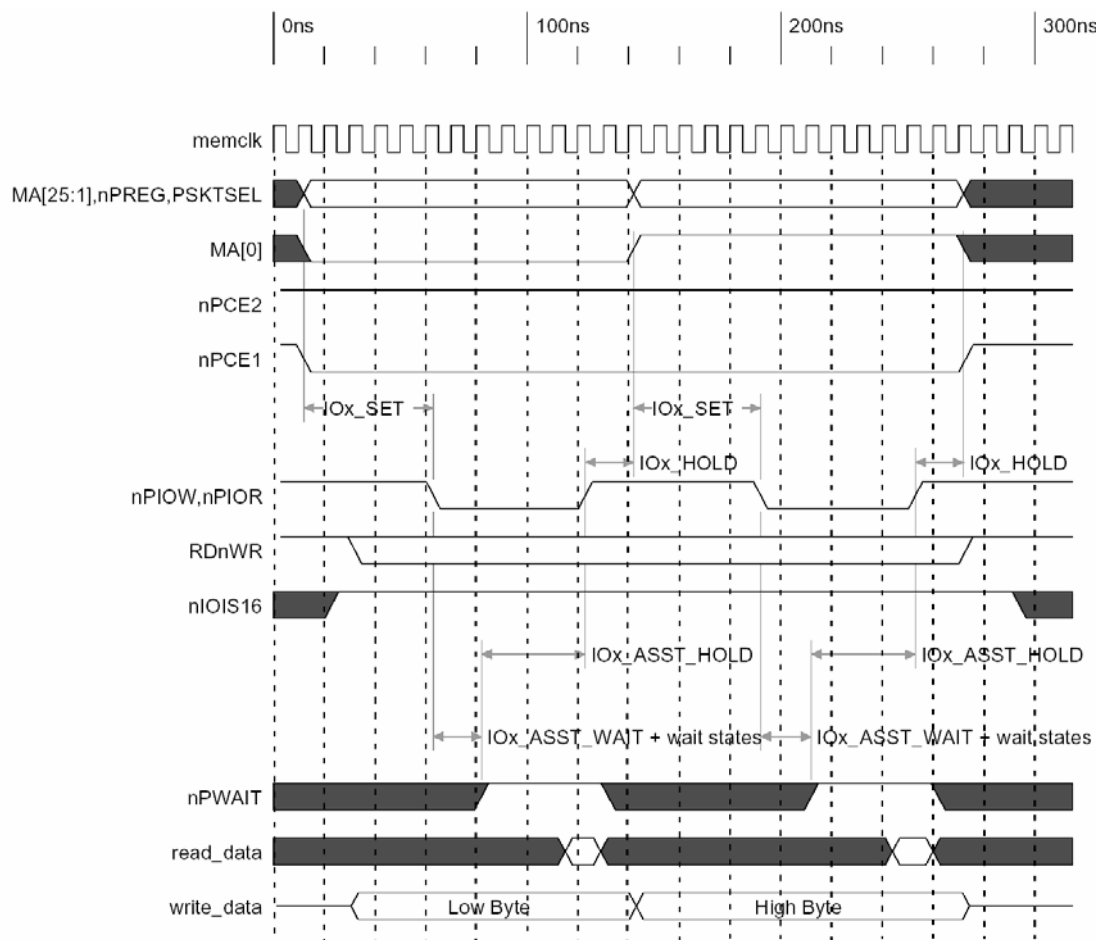 0ns 100ns 200ns 300ns
memclk
MA[25:1],nPREG,PSKTSEL
MA[0]
nPCE2
nPCE1
IOx_SET IOx_SET
IOx_HOLD IOx_HOLD
nPIOW,nPIOR
RDnWR
nIOIS16
IOx_ASST_HOLD IOx_ASST_HOLD
IOx_ASST_WAIT + wait states IOx_ASST_WAIT + wait states
nPWAIT
read_data
write_data Low Byte High Byte